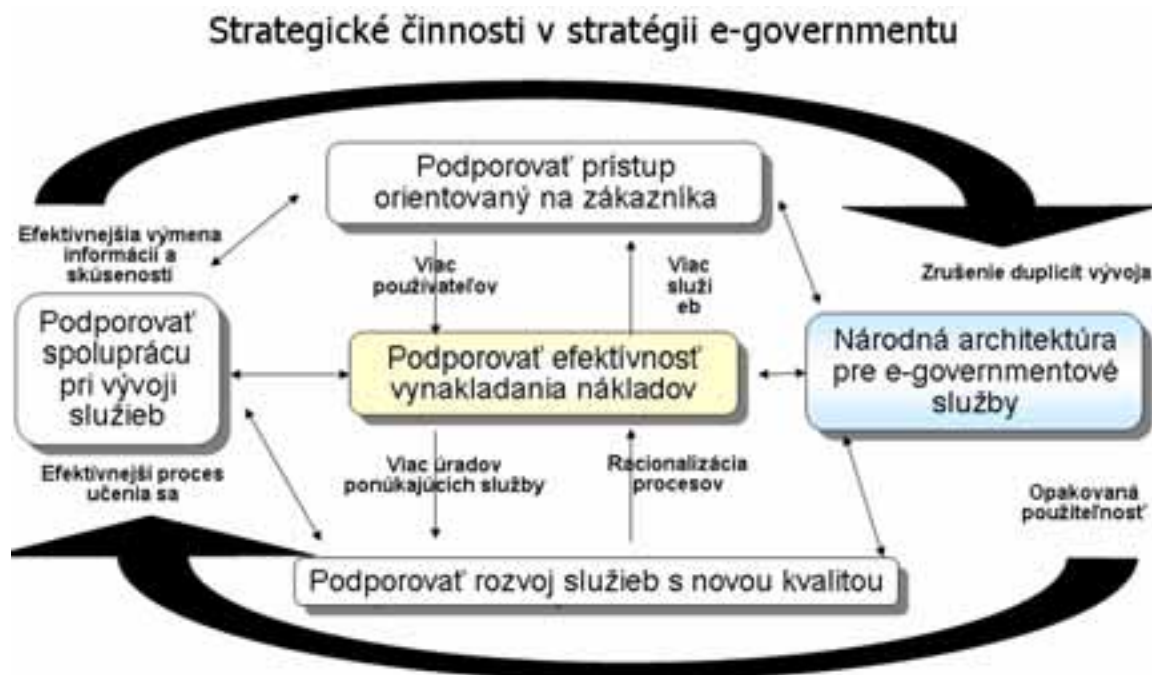 Strategické činnosti v stratégii e-governmentu
Podporovať prístup
orientovaný na zákazníka
Efektívnejšia výmena
informácií a
skúseností
Viac
používateľov
Viac
služi
eb
Zrušenie duplicít vývoja
Podporovať
spoluprácu
pri vývoji
služieb
Podporovať efektívnosť
vynakladania nákladov
Národná architektúra
pre e-governmentové
služby
Efektívnejší proces
učenia sa
Viac úradov
ponúkajúcich služby
Racionalizácia
procesov
Opakovaná
použiteľnosť
Podporovať rozvoj služieb s novou kvalitou